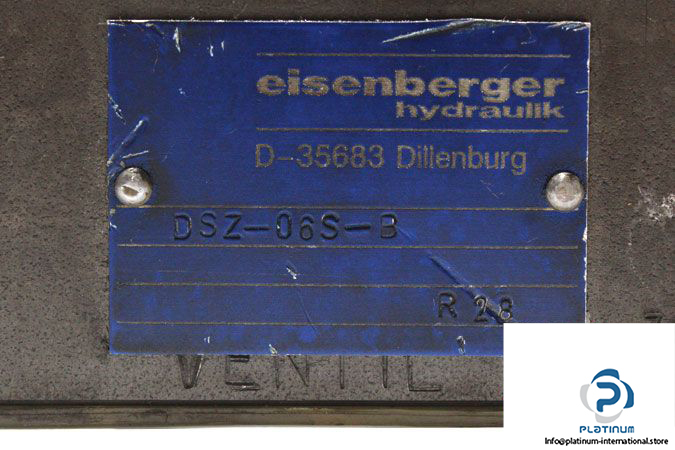 eisenberger
hydraulik
D-35683 Dillenburg
DSZ-06S-B
R 28
VENTIL
PLATINUM
Info@platinum-international.store